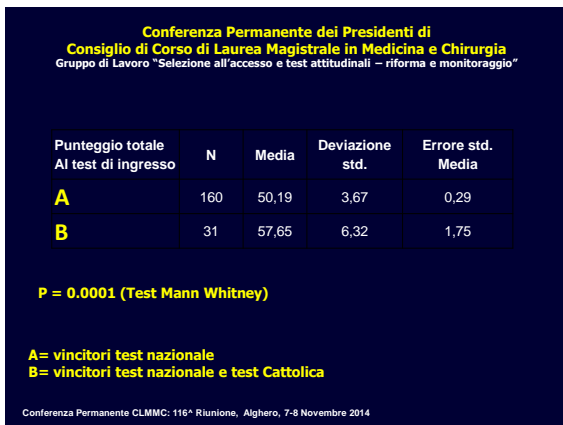 Conferenza Permanente dei Presidenti di
Consiglio di Corso di Laurea Magistrale in Medicina e Chirurgia
Gruppo di Lavoro “Selezione all’accesso e test attitudinali – riforma e monitoraggio”
Punteggio totale Al test di ingresso N Media Deviazione std. Errore std. Media
A 160 50,19 3,67 0,29
B 31 57,65 6,32 1,75
P = 0.0001 (Test Mann Whitney)
A= vincitori test nazionale
B= vincitori test nazionale e test Cattolica
Conferenza Permanente CLMMC: 116^ Riunione, Alghero, 7-8 Novembre 2014